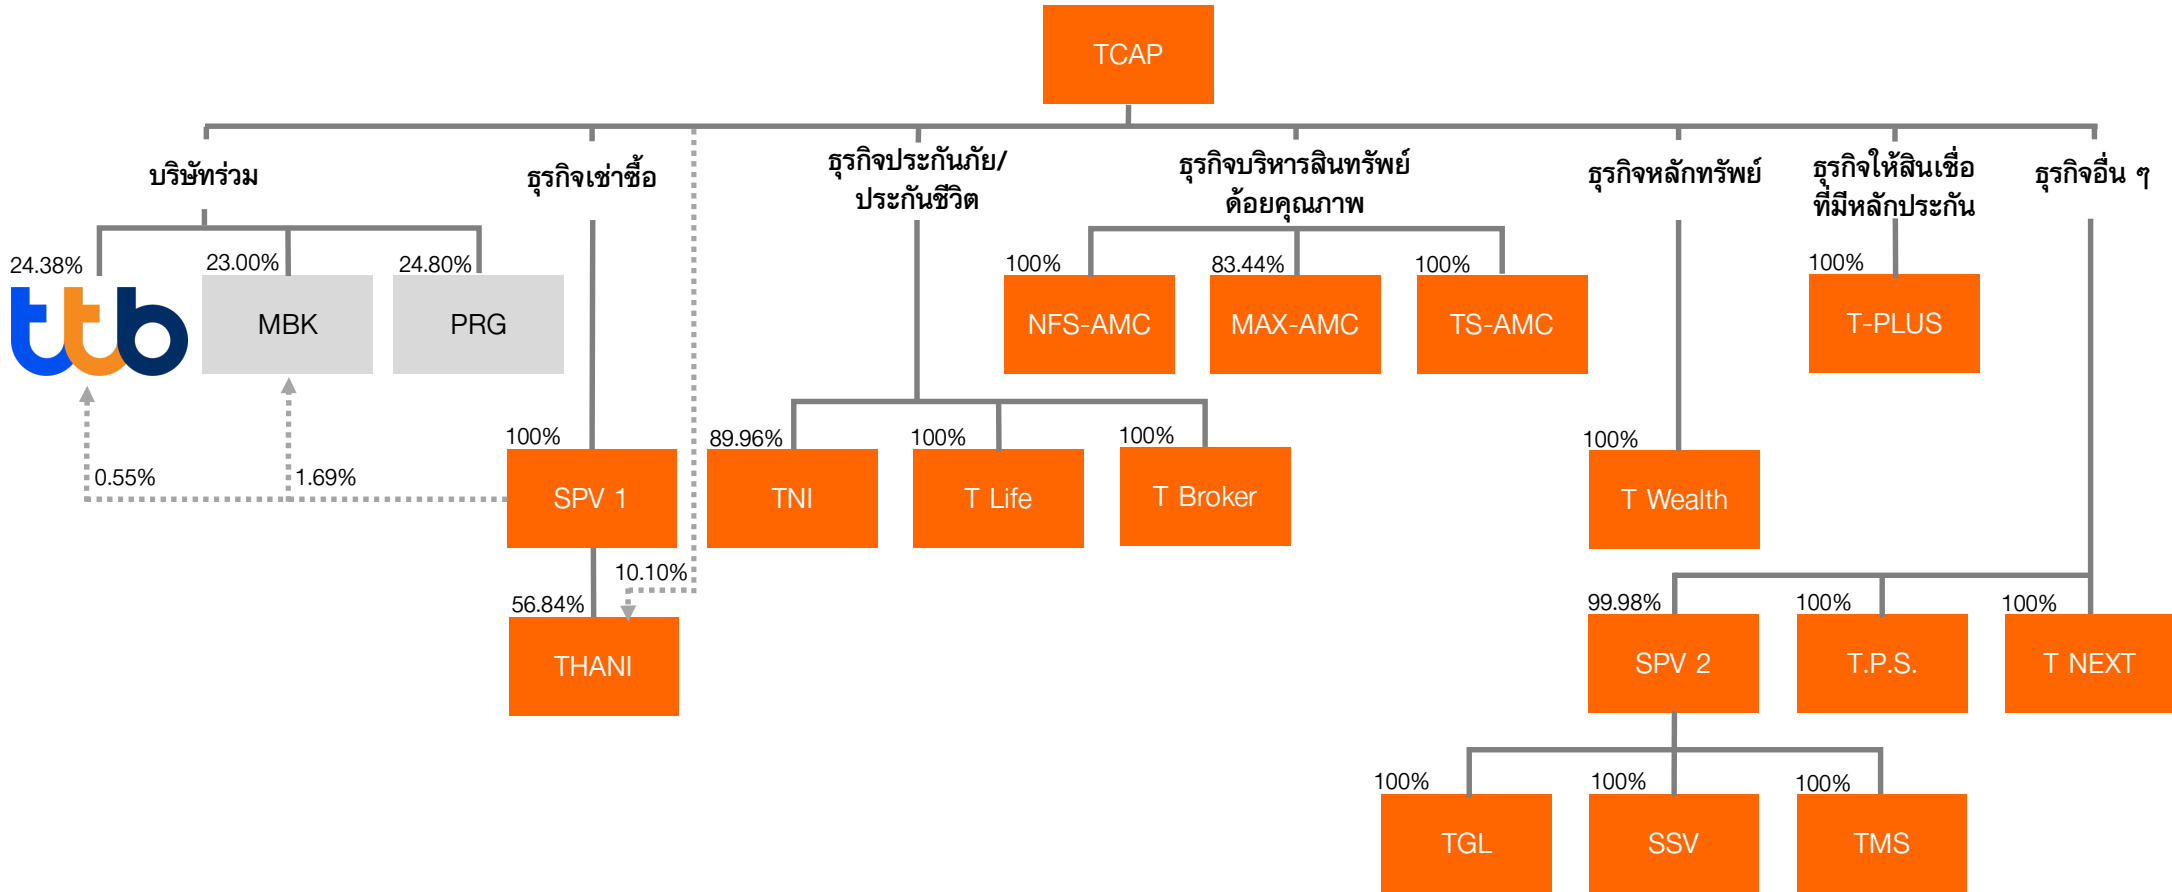 TCAP
บริษัทร่วม
ธุรกิจเช่าซื้อ
ธุรกิจประกันภัย/
ประกันชีวิต
ธุรกิจบริหารสินทรัพย์
ด้อยคุณภาพ
ธุรกิจหลักทรัพย์
ธุรกิจให้สินเชื่อ
ที่มีหลักประกัน
ธุรกิจอื่น ๆ
24.38%
ttb
23.00%
MBK
24.80%
PRG
100%
NFS-AMC
83.44%
MAX-AMC
100%
TS-AMC
100%
T-PLUS
0.55%
1.69%
100%
SPV 1
89.96%
TNI
100%
T Life
100%
T Broker
100%
T Wealth
10.10%
56.84%
THANI
99.98%
SPV 2
100%
T.P.S.
100%
T NEXT
100%
TGL
100%
SSV
100%
TMS